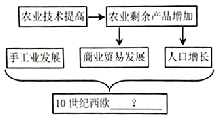 农业技术提高 农业剩余产品增加
手工业发展 商业贸易发展 人口增长
10世纪西欧____?____